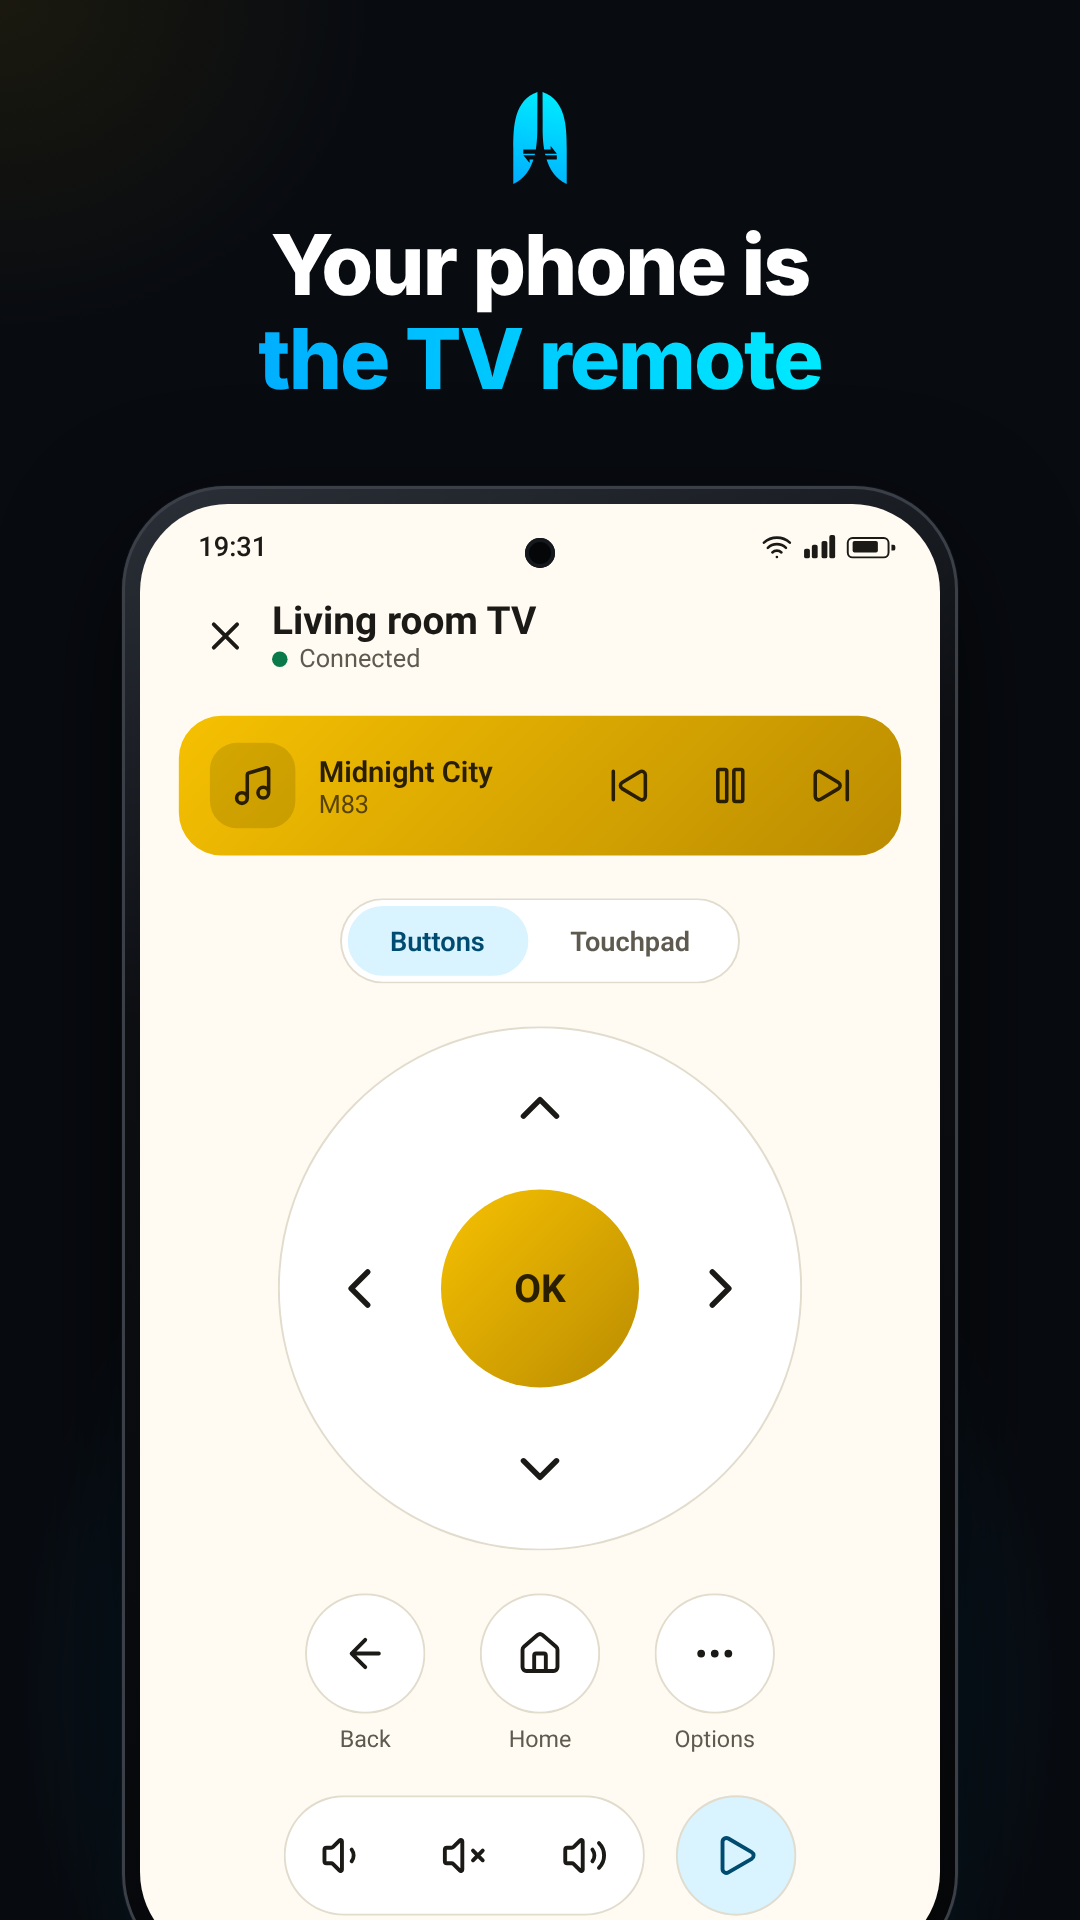 Your phone is
the TV remote
19:31
Living room TV
Connected
Midnight City
M83
Buttons
Touchpad
OK
Back
Home
Options